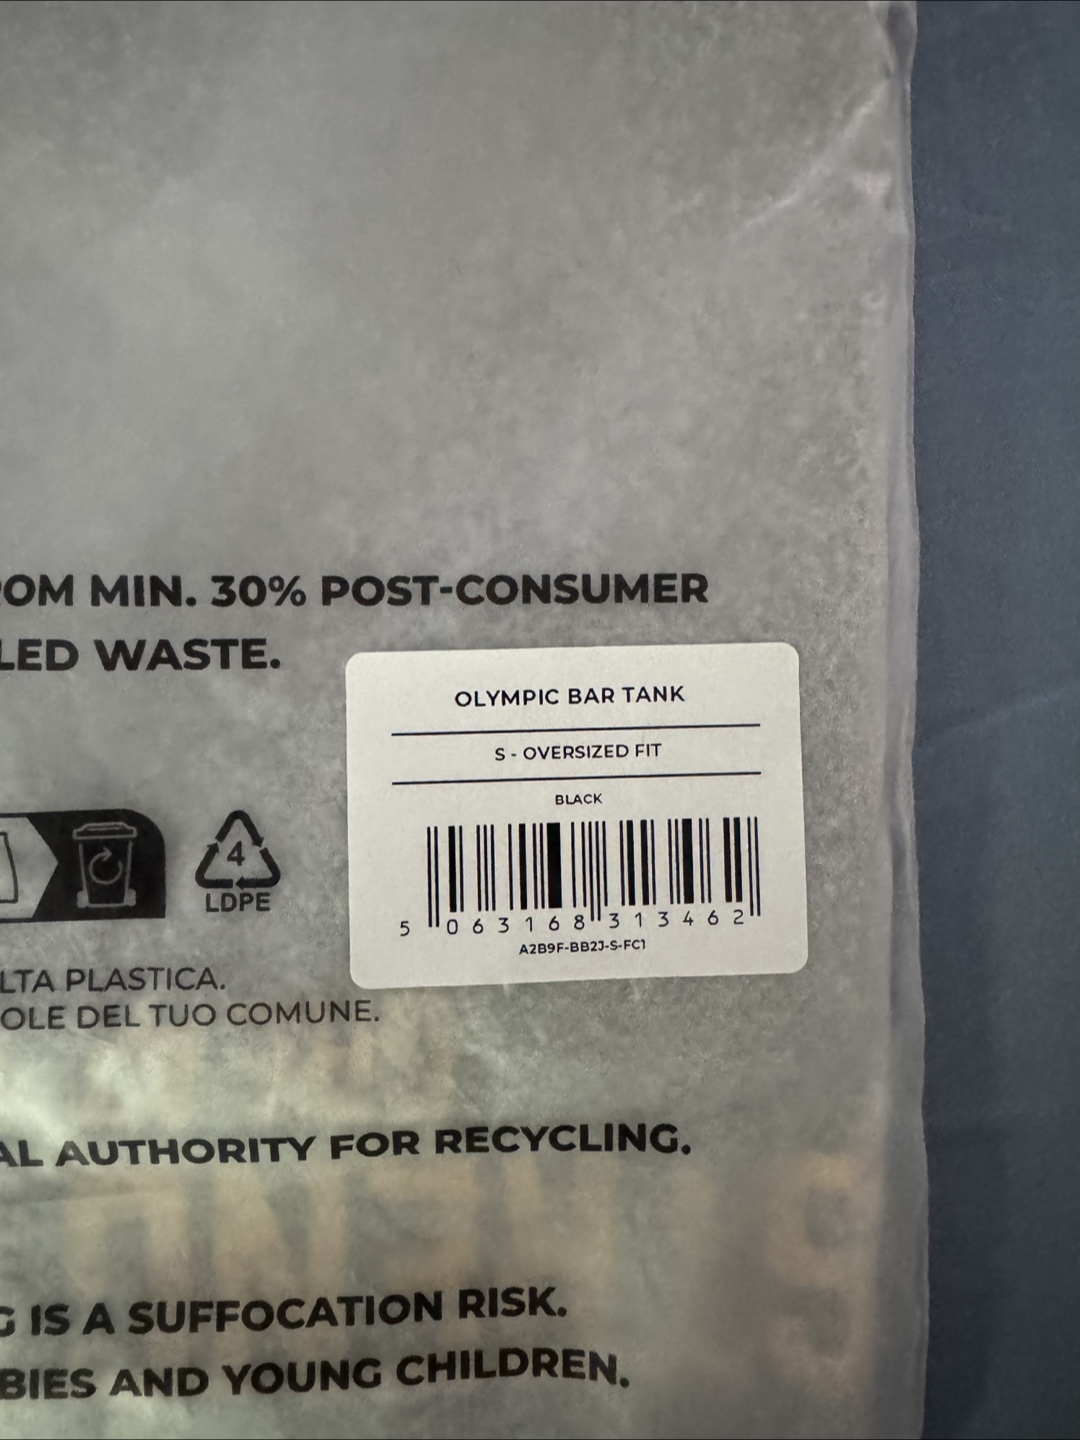 OM MIN. 30% POST-CONSUMER
LED WASTE.
OLYMPIC BAR TANK
S - OVERSIZED FIT
BLACK
5 063168 313462
A2B9F-BB2J-S-FC1
4
LDPE
LTA PLASTICA.
OLE DEL TUO COMUNE.
AL AUTHORITY FOR RECYCLING.
G IS A SUFFOCATION RISK.
BIES AND YOUNG CHILDREN.